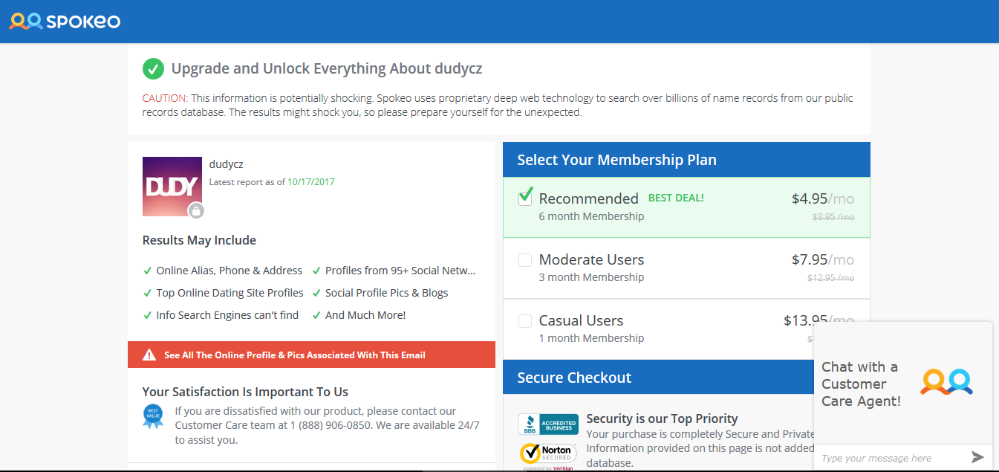 SPOKEO
Upgrade and Unlock Everything About dudycz
CAUTION: This information is potentially shocking. Spokeo uses proprietary deep web technology to search over billions of name records from our public
records database. The results might shock you, so please prepare yourself for the unexpected.
DUDY
dudycz
Latest report as of 10/17/2017
Results May Include
Online Alias, Phone & Address
Profiles from 95+ Social Netw...
Top Online Dating Site Profiles
Social Profile Pics & Blogs
Info Search Engines can't find
And Much More!
See All The Online Profile & Pics Associated With This Email
Your Satisfaction Is Important To Us
BEST
VALUE
If you are dissatisfied with our product, please contact our
Customer Care team at 1 (888) 906-0850. We are available 24/7
to assist you.
Select Your Membership Plan
Recommended BEST DEAL! $4.95/mo
6 month Membership $8.95 /mo
Moderate Users $7.95/mo
3 month Membership $12.95 /mo
Casual Users $13.95/mo
1 month Membership
Secure Checkout
BBB
ACCREDITED
BUSINESS
Norton
SECURED
powered by VeriSign
Security is our Top Priority
Your purchase is completely Secure and Private
Information provided on this page is not added
database.
Chat with a
Customer
Care Agent!
Type your message here